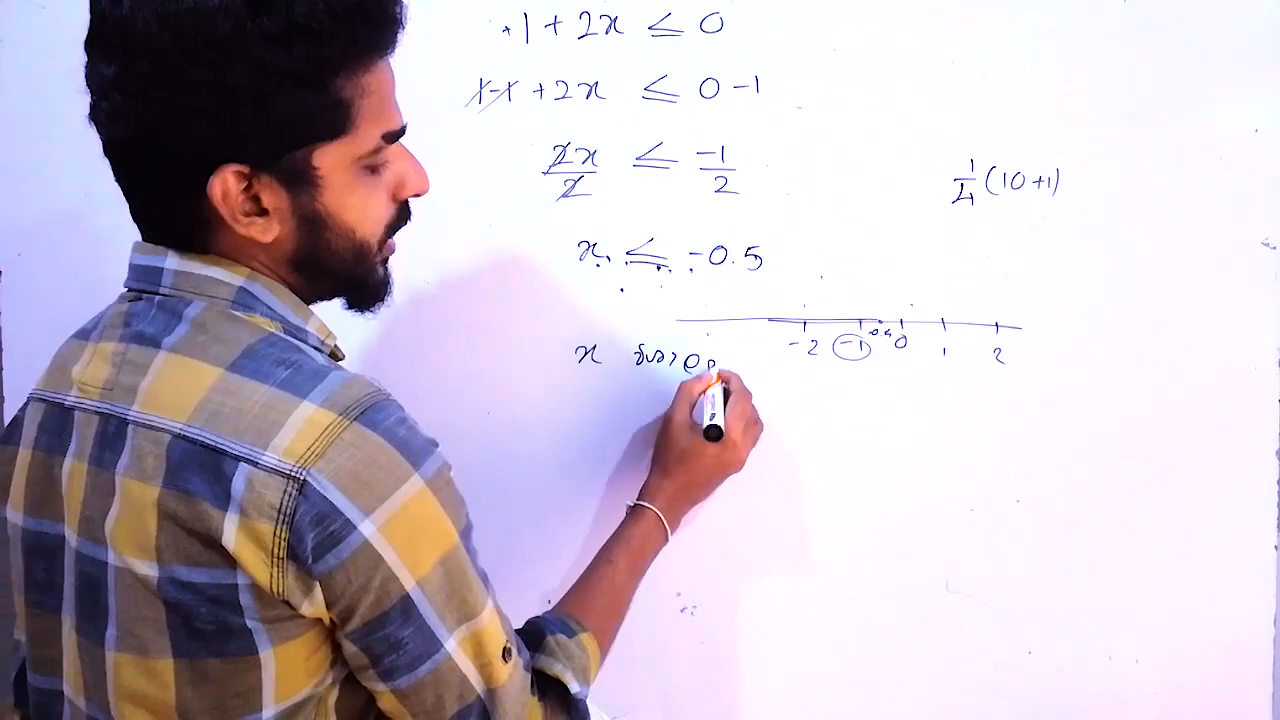 +1 + 2x ≤ 0
1-1 + 2x ≤ 0 - 1
2x/2 ≤ -1/2
1/4 (10+1)
x ≤ -0.5
-2 -1 0 1 2
x